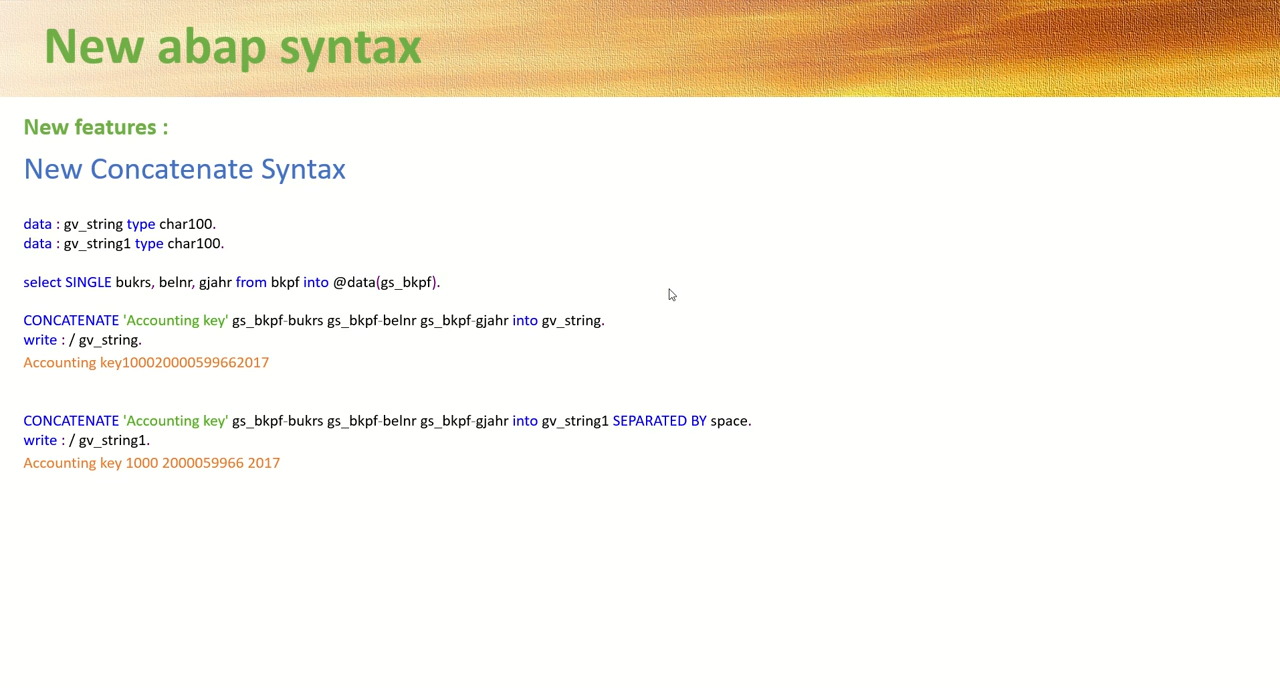 New abap syntax
New features :
New Concatenate Syntax
data : gv_string type char100.
data : gv_string1 type char100.
select SINGLE bukrs, belnr, gjahr from bkpf into @data(gs_bkpf).
CONCATENATE 'Accounting key' gs_bkpf-bukrs gs_bkpf-belnr gs_bkpf-gjahr into gv_string.
write : / gv_string.
Accounting key100020000599662017
CONCATENATE 'Accounting key' gs_bkpf-bukrs gs_bkpf-belnr gs_bkpf-gjahr into gv_string1 SEPARATED BY space.
write : / gv_string1.
Accounting key 1000 2000059966 2017